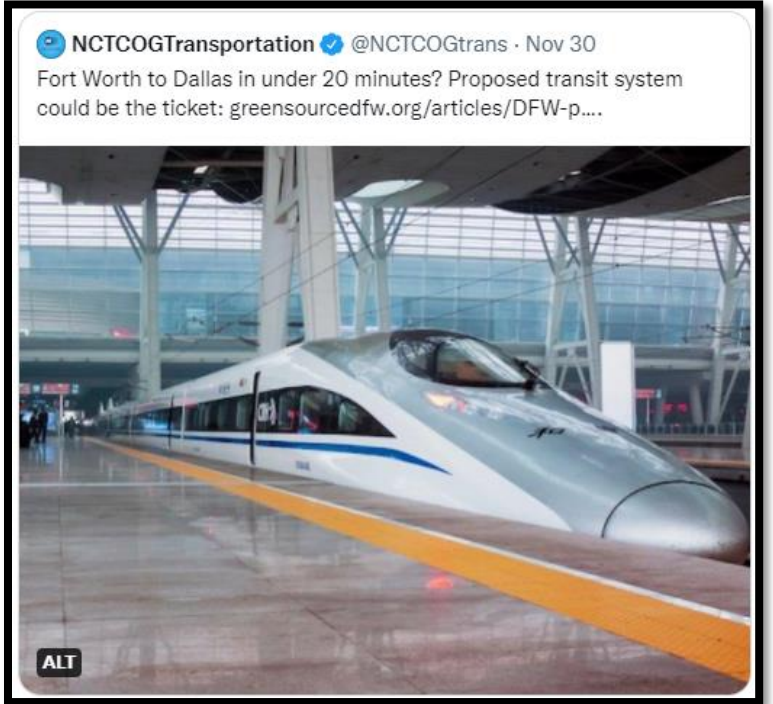 NCTCOGTransportation @NCTCOGtrans · Nov 30
Fort Worth to Dallas in under 20 minutes? Proposed transit system
could be the ticket: greensourcedfw.org/articles/DFW-p....
ALT